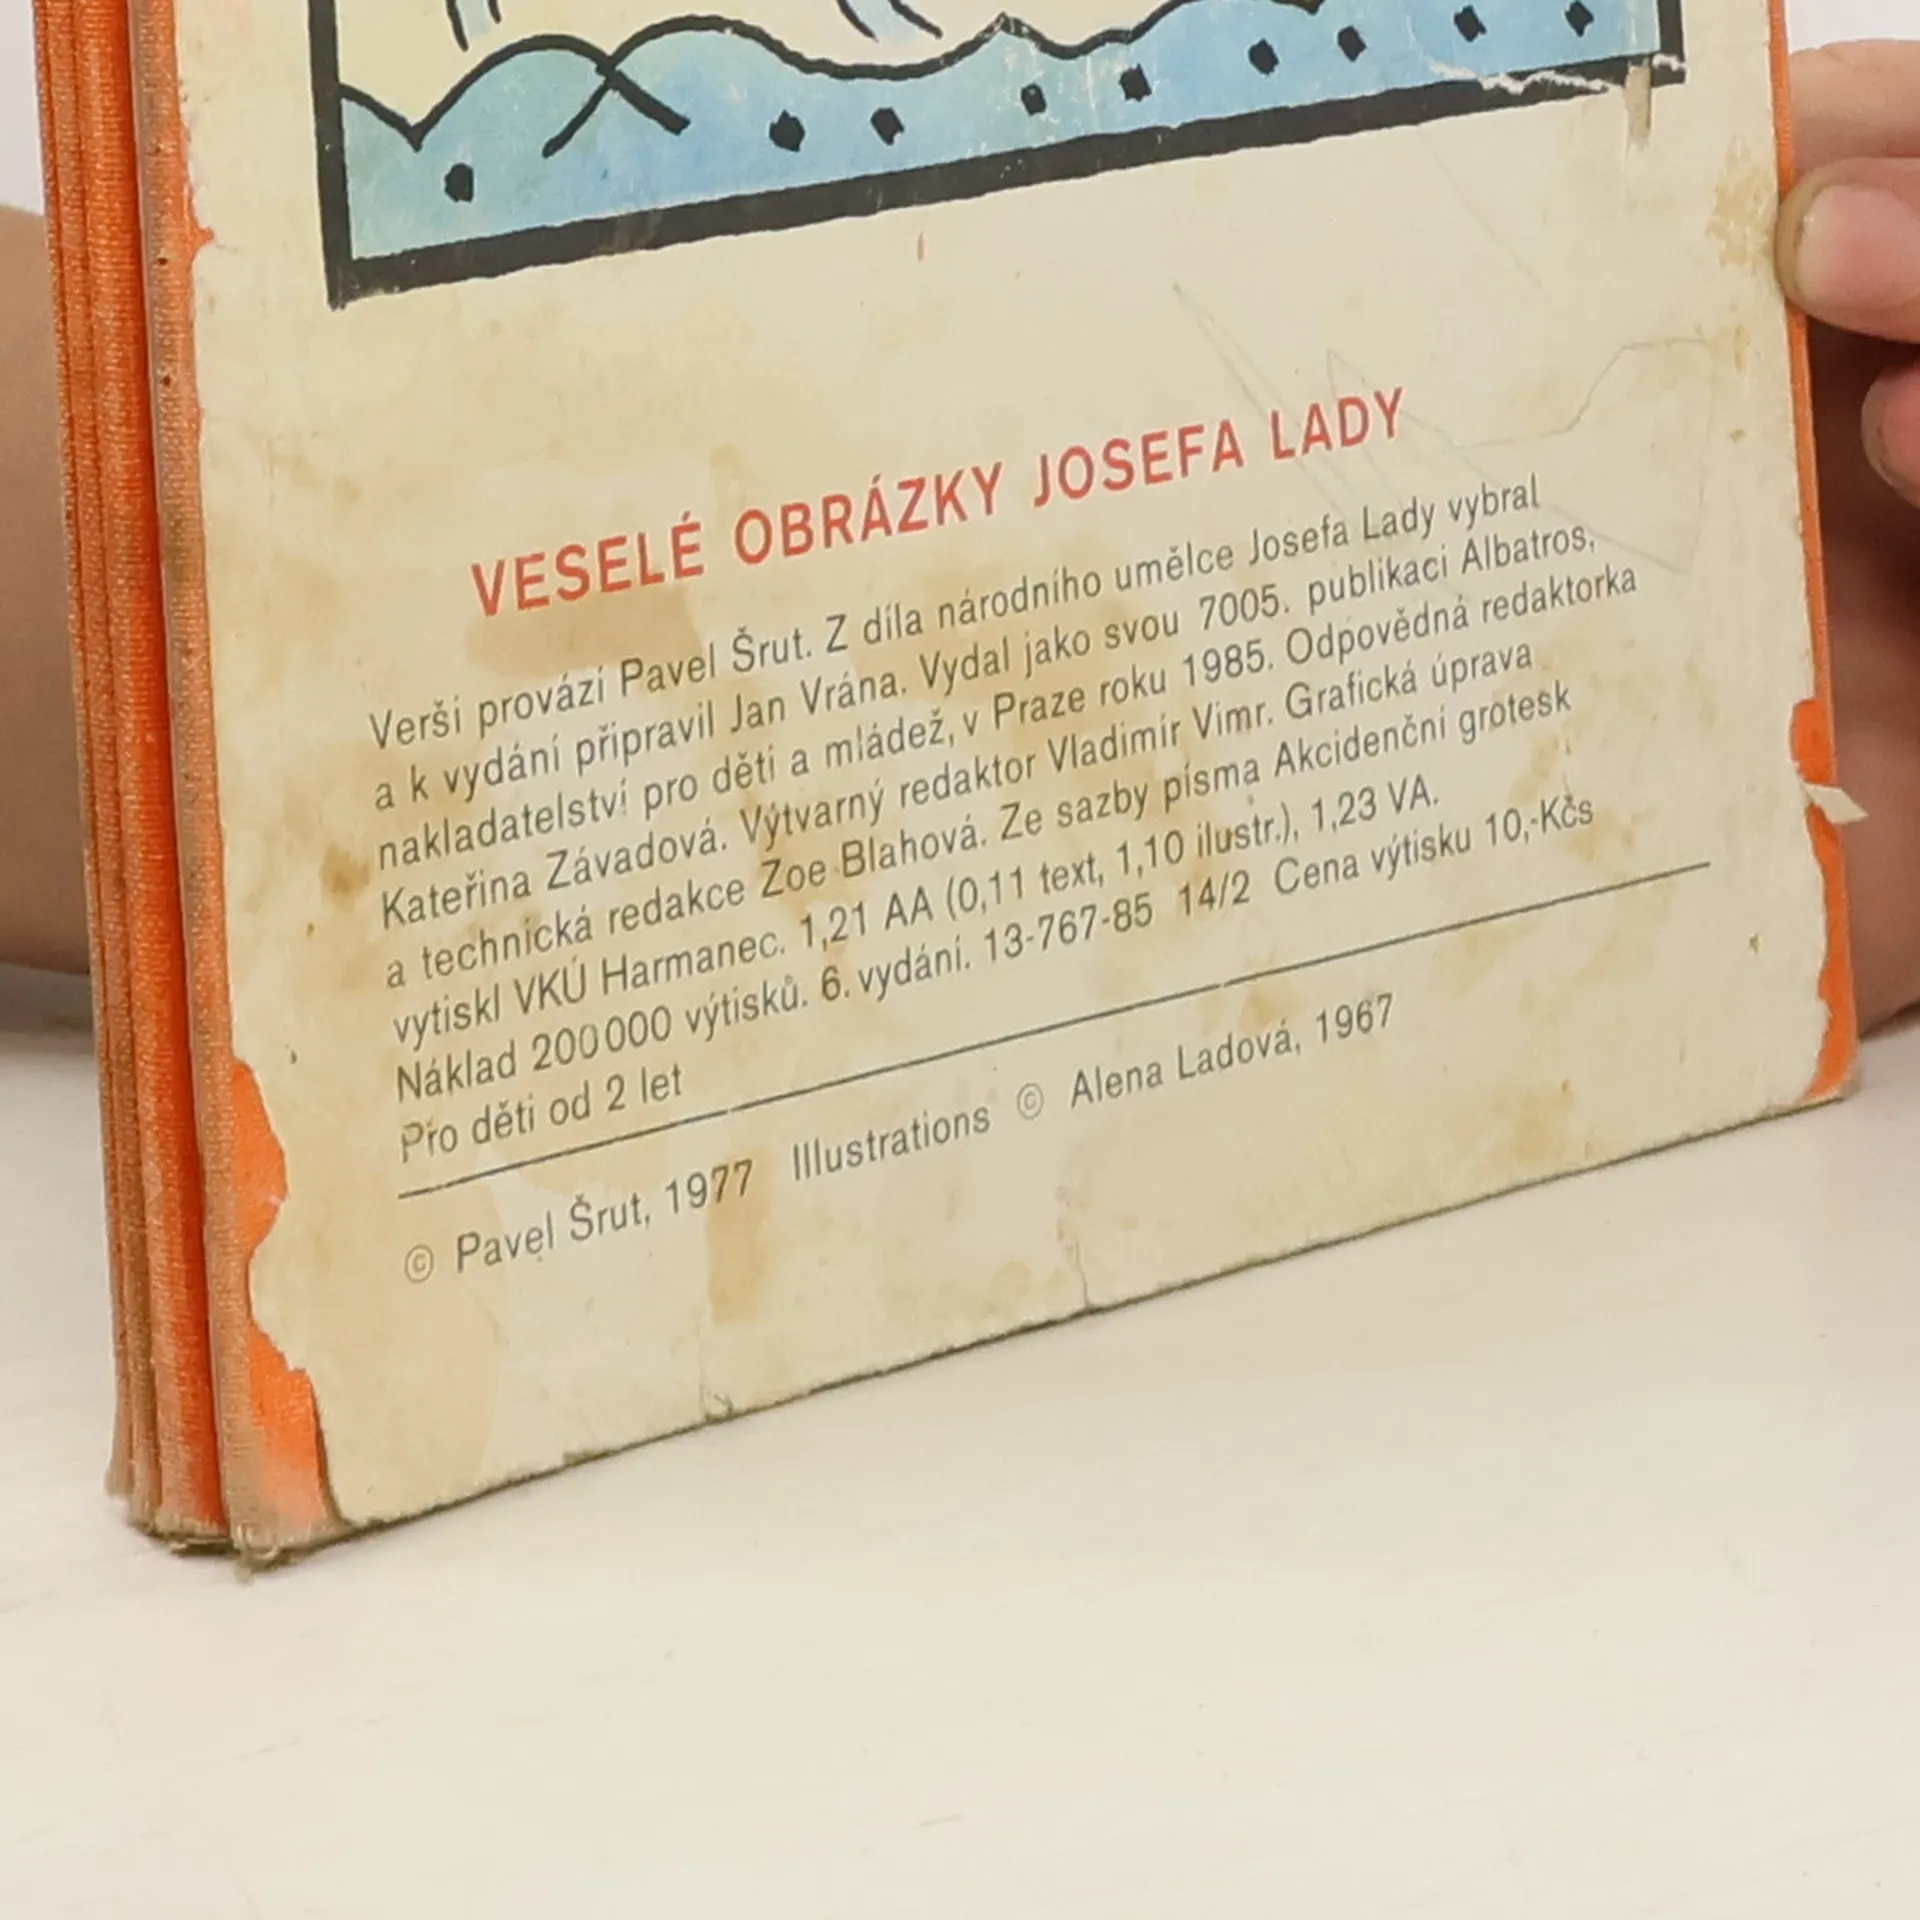 VESELÉ OBRÁZKY JOSEFA LADY
Verši provází Pavel Šrut. Z díla národního umělce Josefa Lady vybral
a k vydání připravil Jan Vrána. Vydal jako svou 7005. publikaci Albatros,
nakladatelství pro děti a mládež, v Praze roku 1985. Odpovědná redaktorka
Kateřina Závadová. Výtvarný redaktor Vladimír Vimr. Grafická úprava
a technická redakce Zoe Blahová. Ze sazby písma Akcidenční grotesk
vytiskl VKÚ Harmanec. 1,21 AA (0,11 text, 1,10 ilustr.), 1,23 VA.
Náklad 200000 výtisků. 6. vydání. 13-767-85 14/2 Cena výtisku 10,-Kčs
Pro děti od 2 let
© Pavel Šrut, 1977 Illustrations © Alena Ladová, 1967